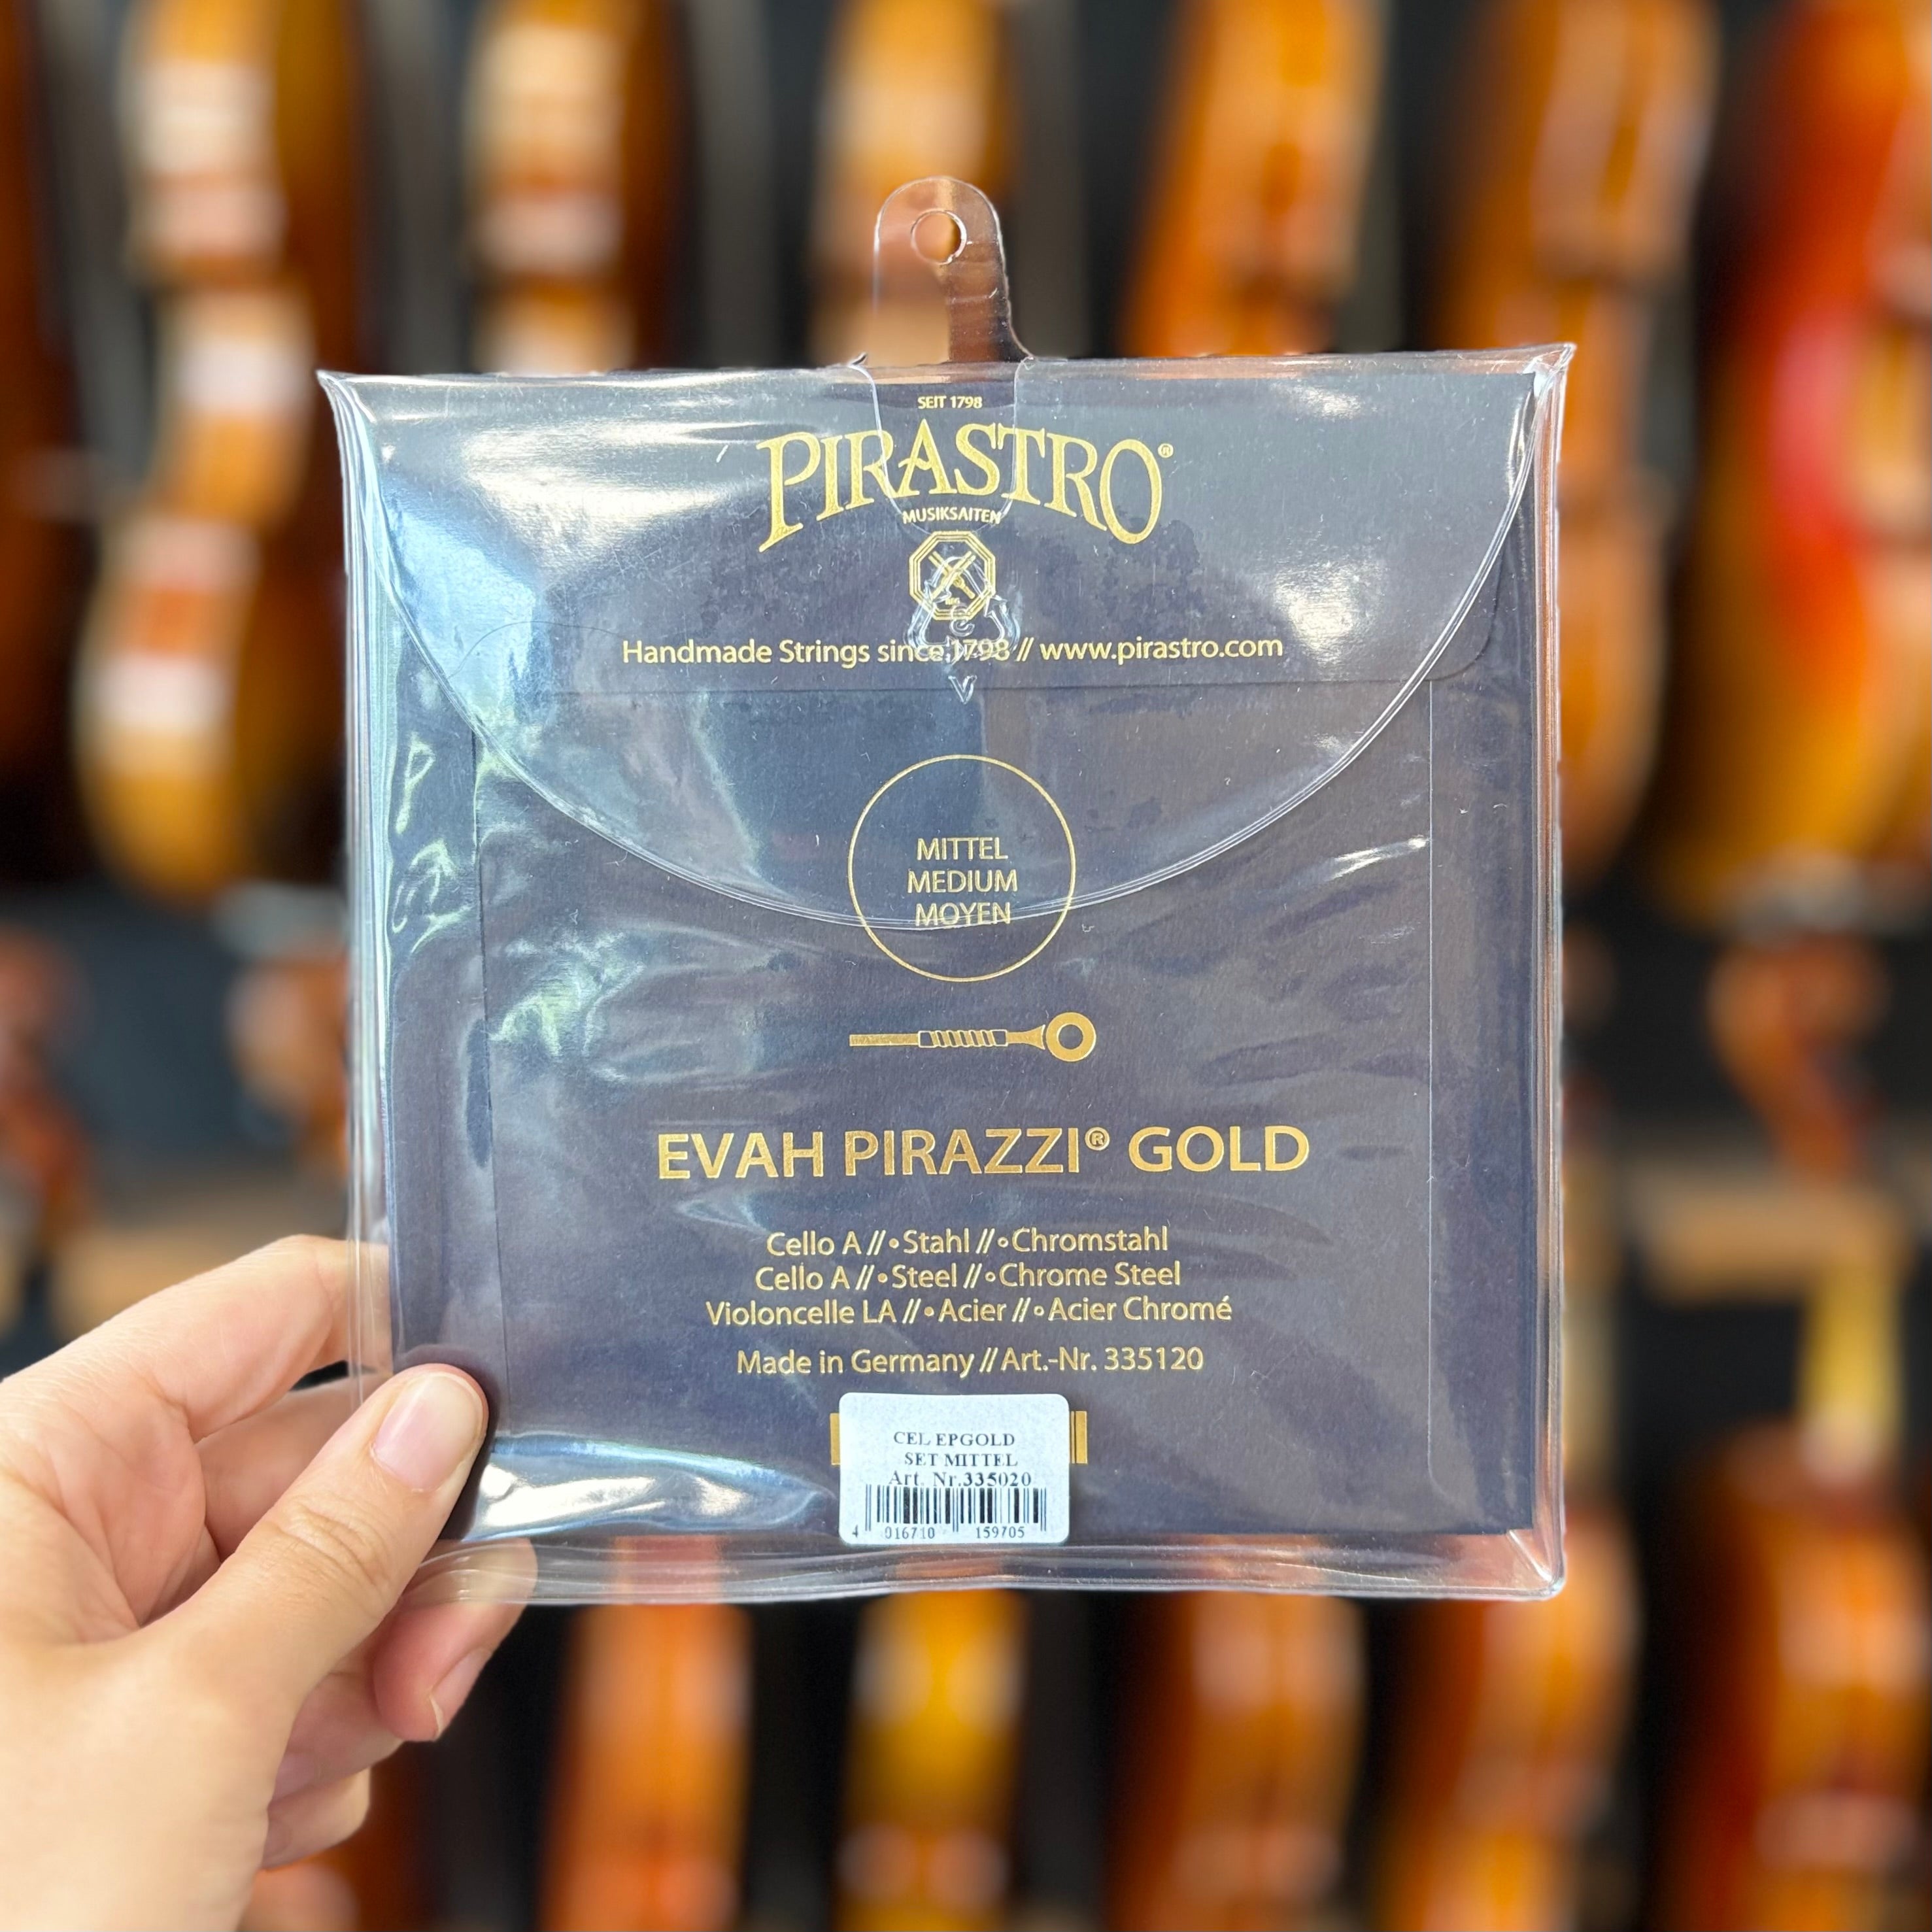 SEIT 1798
PIRASTRO®
MUSIKSAITEN
Handmade Strings since 1798 // www.pirastro.com
MITTEL
MEDIUM
MOYEN
EVAH PIRAZZI® GOLD
Cello A // • Stahl // ◦ Chromstahl
Cello A // • Steel // ◦ Chrome Steel
Violoncelle LA // • Acier // ◦ Acier Chromé
Made in Germany // Art.-Nr. 335120
CEL EPGOLD
SET MITTEL
Art. Nr.335020
4 016710 159705